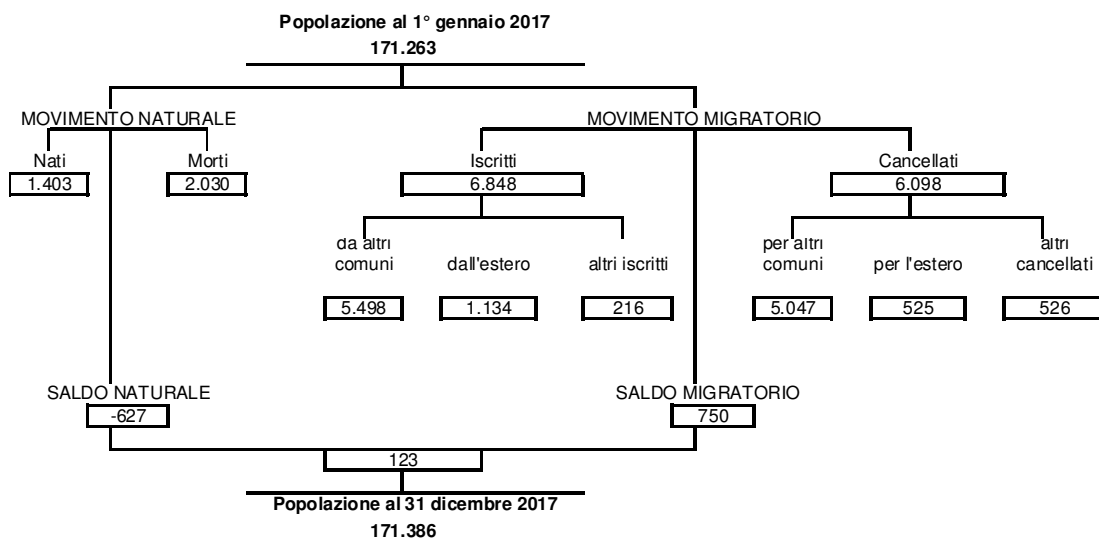 Popolazione al 1° gennaio 2017
171.263
MOVIMENTO NATURALE
MOVIMENTO MIGRATORIO
Nati
Morti
Iscritti
Cancellati
1.403
2.030
6.848
6.098
da altri
comuni
dall'estero
altri iscritti
per altri
comuni
per l'estero
altri
cancellati
5.498
1.134
216
5.047
525
526
SALDO NATURALE
SALDO MIGRATORIO
-627
750
123
Popolazione al 31 dicembre 2017
171.386